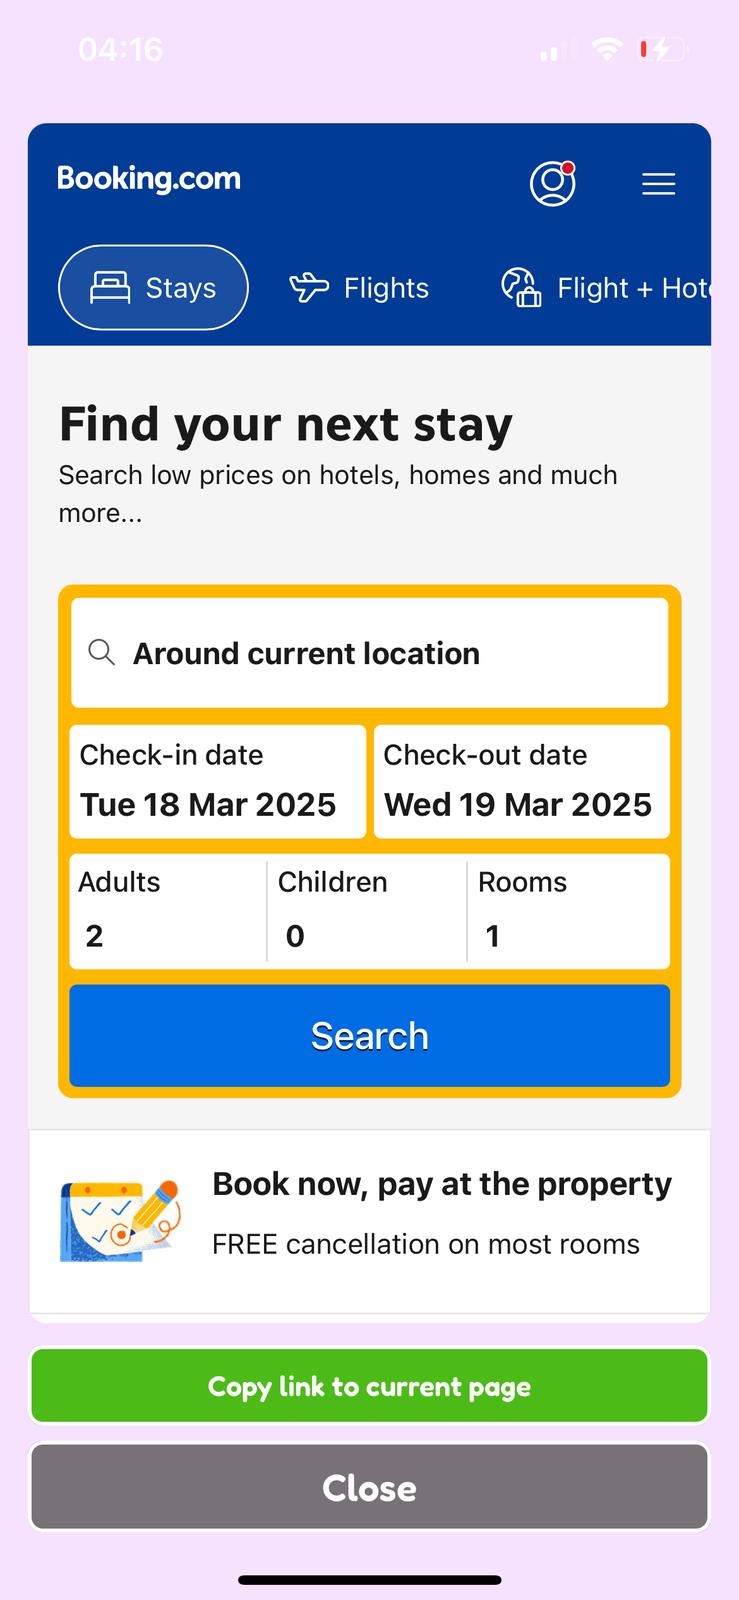 04:16
Booking.com
Stays
Flights
Flight + Hot
Find your next stay
Search low prices on hotels, homes and much
more...
Around current location
Check-in date
Check-out date
Tue 18 Mar 2025
Wed 19 Mar 2025
Adults
Children
Rooms
2
0
1
Search
Book now, pay at the property
FREE cancellation on most rooms
Copy link to current page
Close